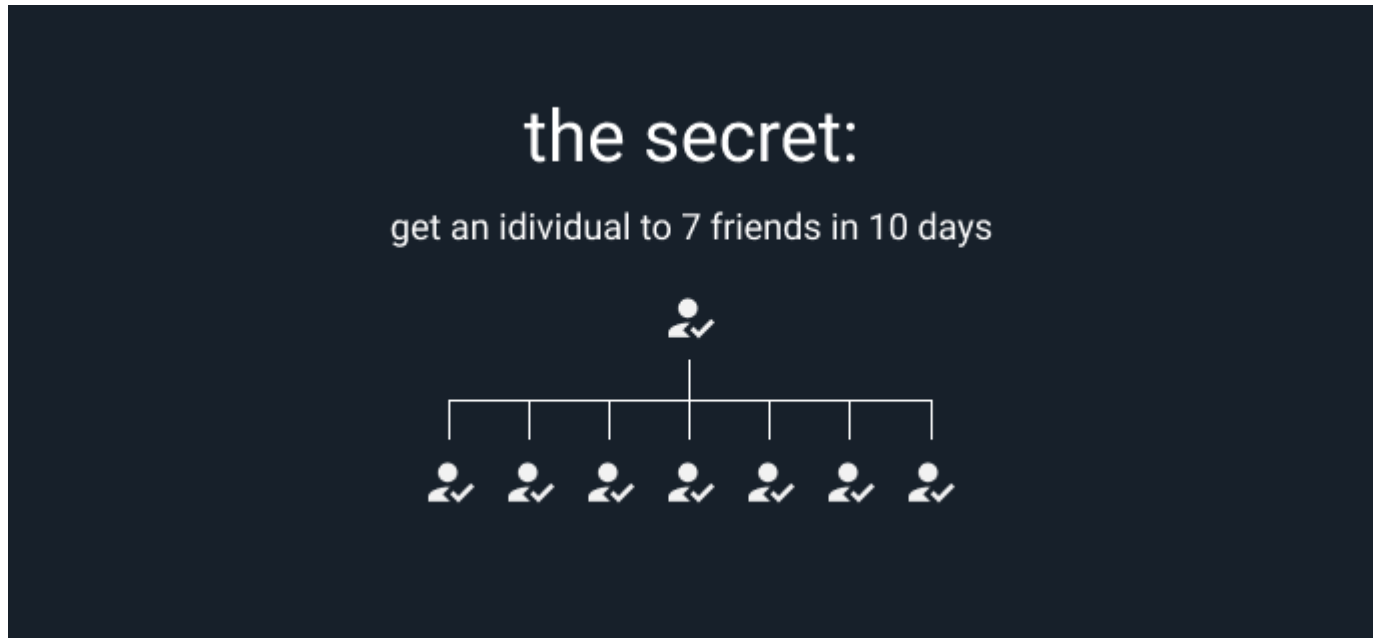 the secret:
get an idividual to 7 friends in 10 days